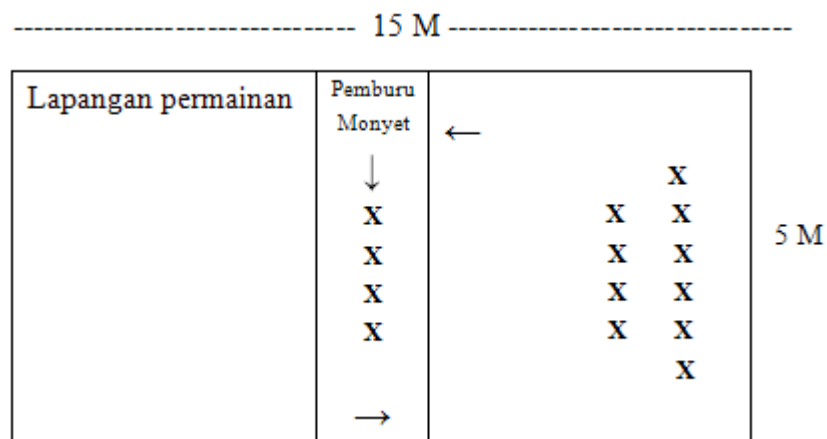 -------------------------------- 15 M --------------------------------
Lapangan permainan
Pemburu
Monyet
←
↓
X
X X X
X X X
X X X
X X X
X
→
5 M